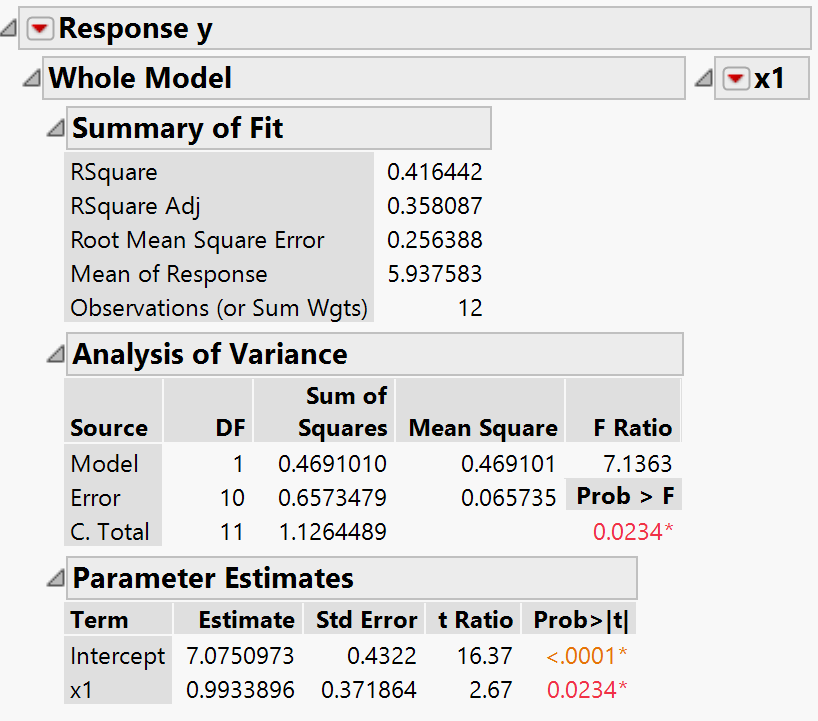 Response y
Whole Model
x1
Summary of Fit
RSquare 0.416442
RSquare Adj 0.358087
Root Mean Square Error 0.256388
Mean of Response 5.937583
Observations (or Sum Wgts) 12
Analysis of Variance
Sum of
Source DF Squares Mean Square F Ratio
Model 1 0.4691010 0.469101 7.1363
Error 10 0.6573479 0.065735 Prob > F
C. Total 11 1.1264489 0.0234*
Parameter Estimates
Term Estimate Std Error t Ratio Prob>|t|
Intercept 7.0750973 0.4322 16.37 <.0001*
x1 0.9933896 0.371864 2.67 0.0234*